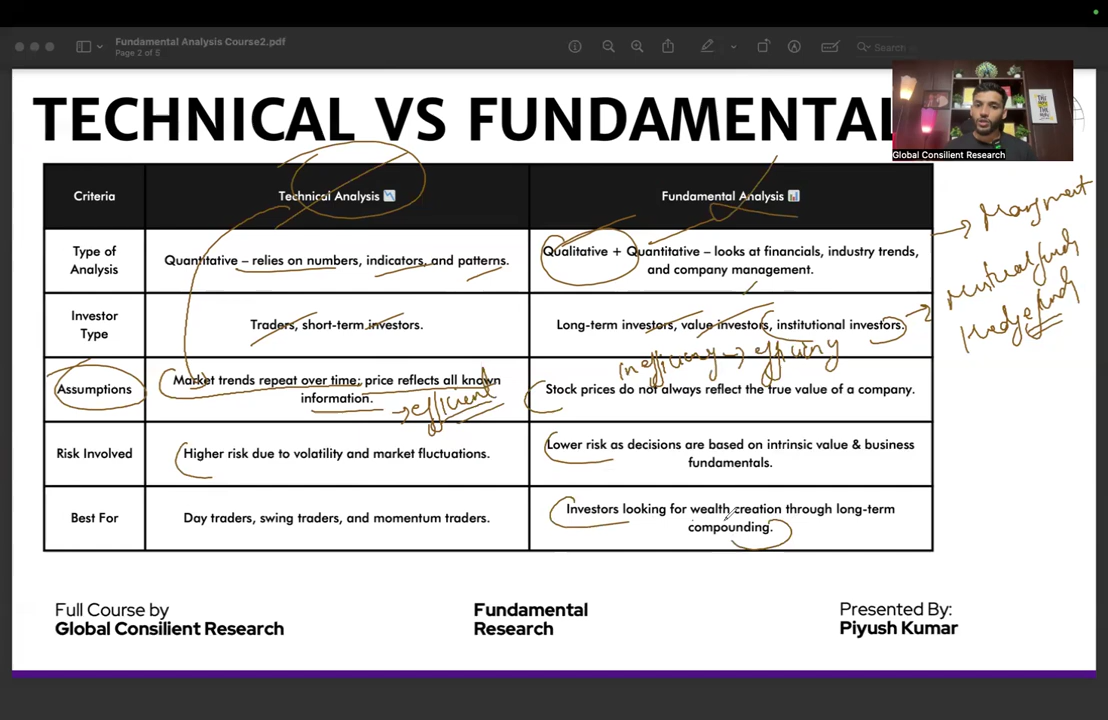 Fundamental Analysis Course2.pdf
Page 2 of 5
Search
TECHNICAL VS FUNDAMENTAL
Global Consilient Research
Criteria
Technical Analysis
Fundamental Analysis
Type of
Analysis
Quantitative – relies on numbers, indicators, and patterns.
Qualitative + Quantitative – looks at financials, industry trends,
and company management.
Investor
Type
Traders, short-term investors.
Long-term investors, value investors, institutional investors.
Mutual funds
Hedge funds
inefficiency → efficiency
Assumptions
Market trends repeat over time; price reflects all known
information.
→ efficient
Stock prices do not always reflect the true value of a company.
Risk Involved
Higher risk due to volatility and market fluctuations.
Lower risk as decisions are based on intrinsic value & business
fundamentals.
Best For
Day traders, swing traders, and momentum traders.
Investors looking for wealth creation through long-term
compounding.
Full Course by
Global Consilient Research
Fundamental
Research
Presented By:
Piyush Kumar